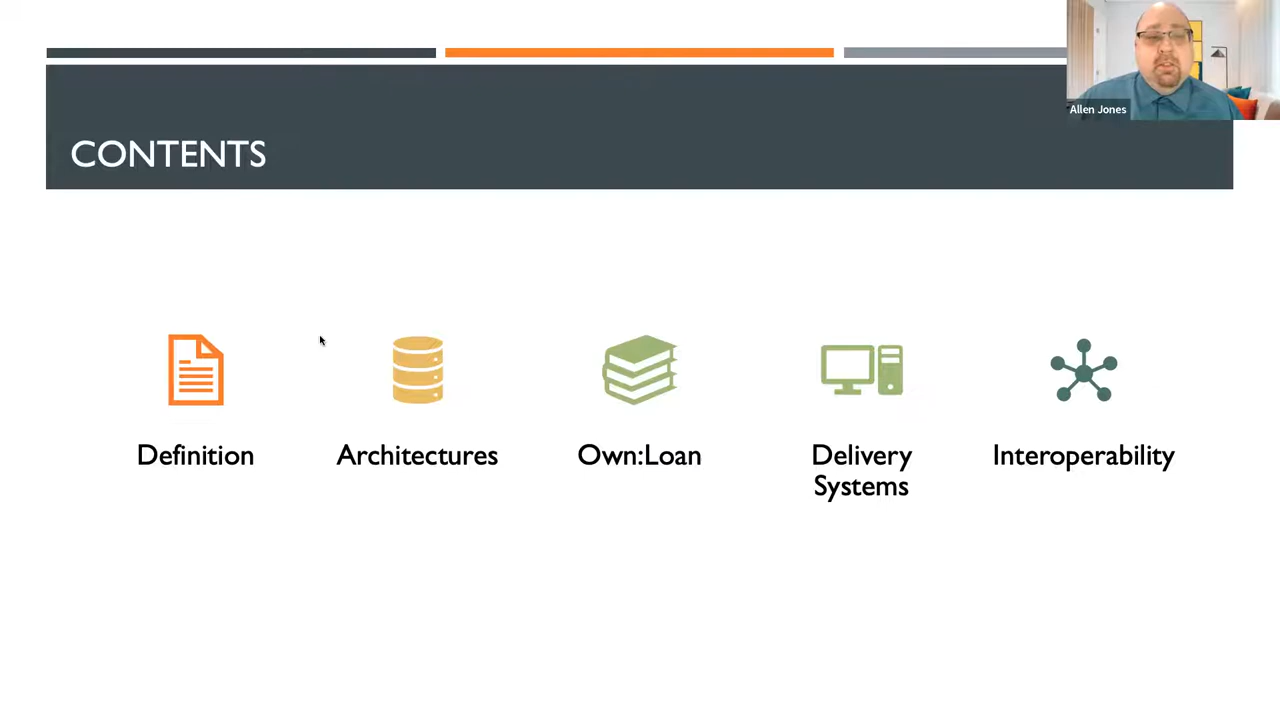 Allen Jones
CONTENTS
Definition
Architectures
Own:Loan
Delivery
Systems
Interoperability